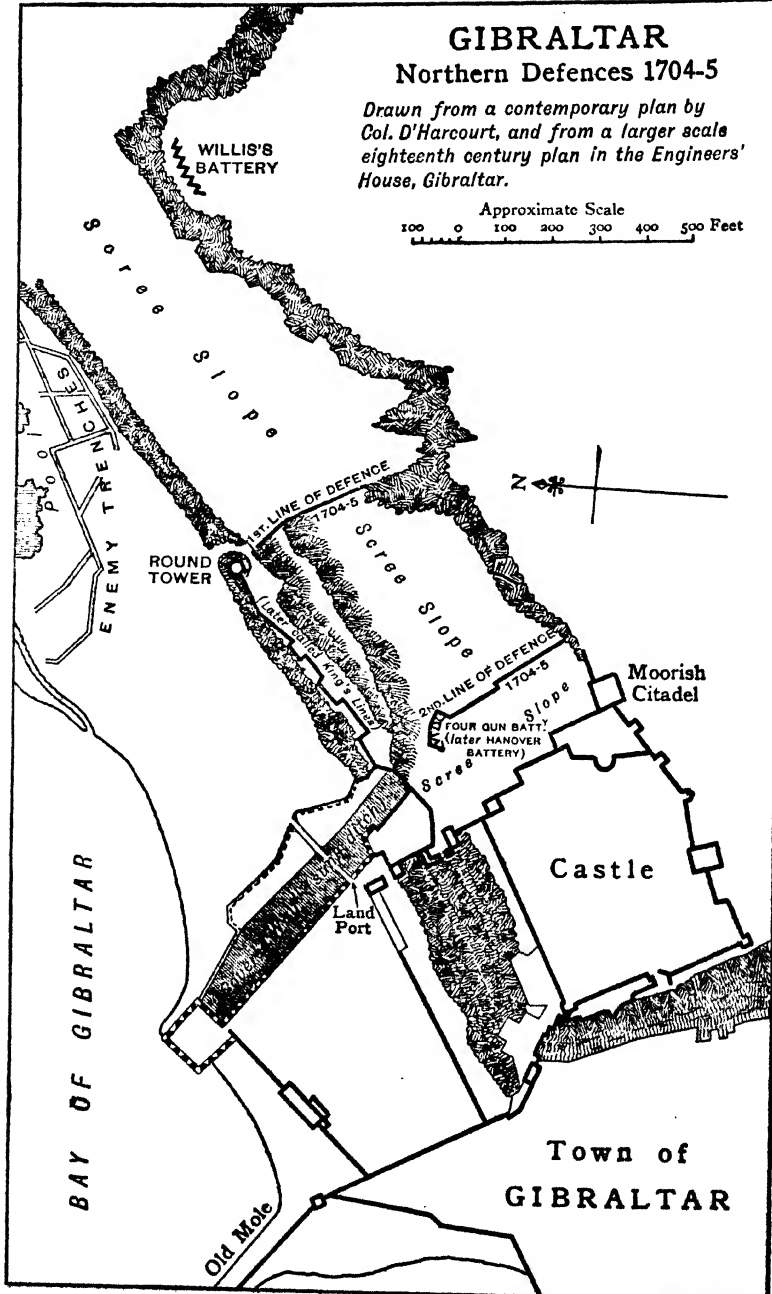 GIBRALTAR
Northern Defences 1704-5
Drawn from a contemporary plan by
Col. D'Harcourt, and from a larger scale
eighteenth century plan in the Engineers'
House, Gibraltar.
Approximate Scale
100 0 100 200 300 400 500 Feet
WILLIS'S
BATTERY
Scree Slope
ENEMY TRENCHES
Pool
N
1ST. LINE OF DEFENCE
1704-5
ROUND
TOWER
(Later called King's Lines)
Scree Slope
2ND. LINE OF DEFENCE
1704-5
Moorish
Citadel
FOUR GUN BATTY.
(later HANOVER
BATTERY)
Scree Slope
Castle
Land
Port
BAY OF GIBRALTAR
Old Mole
Town of
GIBRALTAR